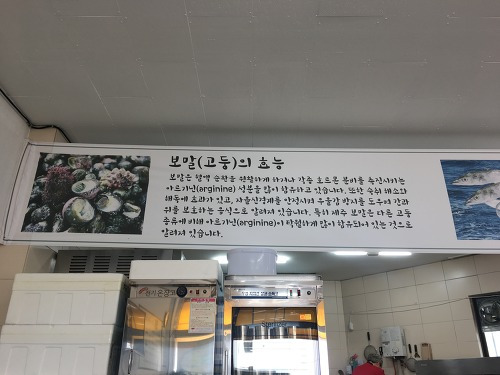 보말(고둥)의 효능
보말은 혈액 순환을 원활하게 하거나 각종 호르몬 분비를 촉진시키는
아르기닌(arginine) 성분을 많이 함유하고 있습니다. 또한 숙취 해소와
해독에 효과가 있고, 자율신경계를 안정시켜 우울감 방지를 도우며 간과
위를 보호하는 음식으로 알려져 있습니다. 특히 제주 보말은 다른 고둥
종류에 비해 아르기닌(arginine)이 탁월하게 많이 함유되어 있는 것으로
알려져 있습니다.